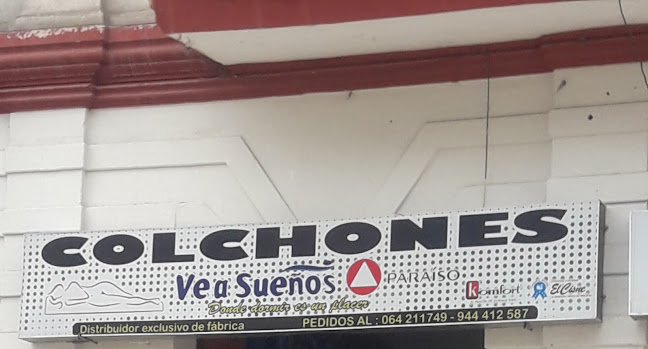 COLCHONES
Ve a Sueños PARAÍSO
Komfort El Cisne
Donde dormir es un placer
Distribuidor exclusivo de fábrica PEDIDOS AL : 064 211749 - 944 412 587